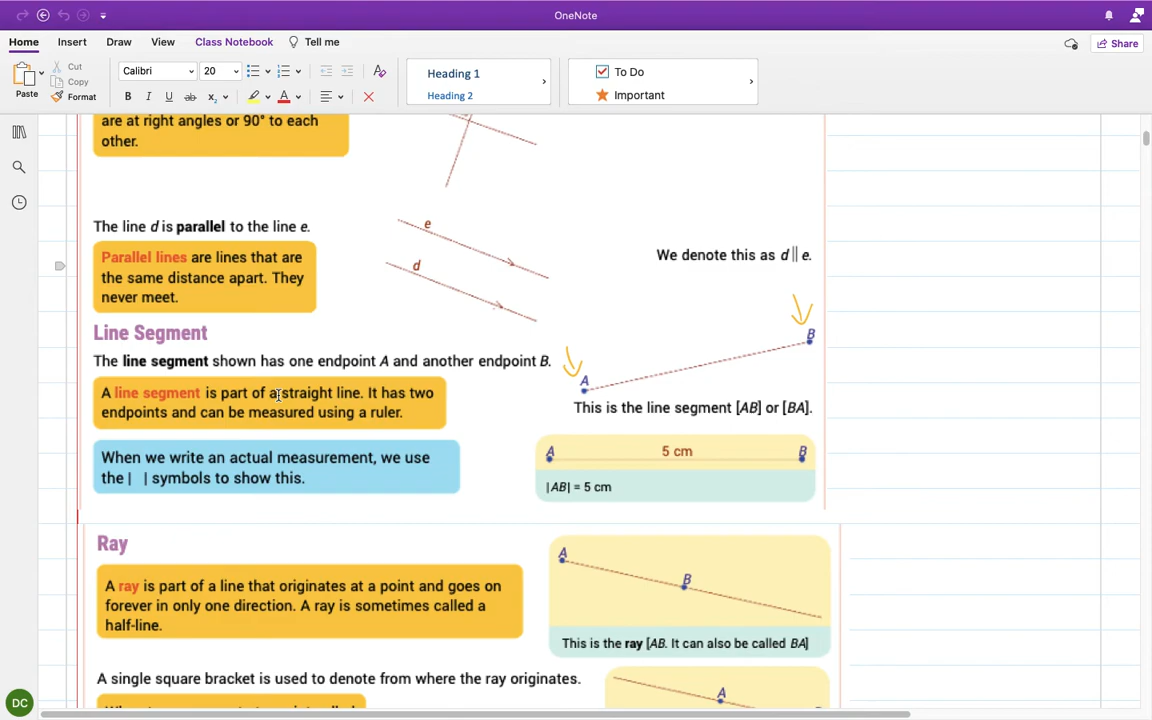 OneNote
Home Insert Draw View Class Notebook Tell me
Share
Paste
Cut
Copy
Format
Calibri 20
B I U ab x₂ A
Heading 1
Heading 2
To Do
Important
are at right angles or 90° to each
other.
The line d is parallel to the line e.
e
d
We denote this as d || e.
Parallel lines are lines that are
the same distance apart. They
never meet.
Line Segment
The line segment shown has one endpoint A and another endpoint B.
A
B
A line segment is part of a straight line. It has two
endpoints and can be measured using a ruler.
This is the line segment [AB] or [BA].
When we write an actual measurement, we use
the | | symbols to show this.
A 5 cm B
|AB| = 5 cm
Ray
A ray is part of a line that originates at a point and goes on
forever in only one direction. A ray is sometimes called a
half-line.
A
B
This is the ray [AB. It can also be called BA]
A single square bracket is used to denote from where the ray originates.
A
DC